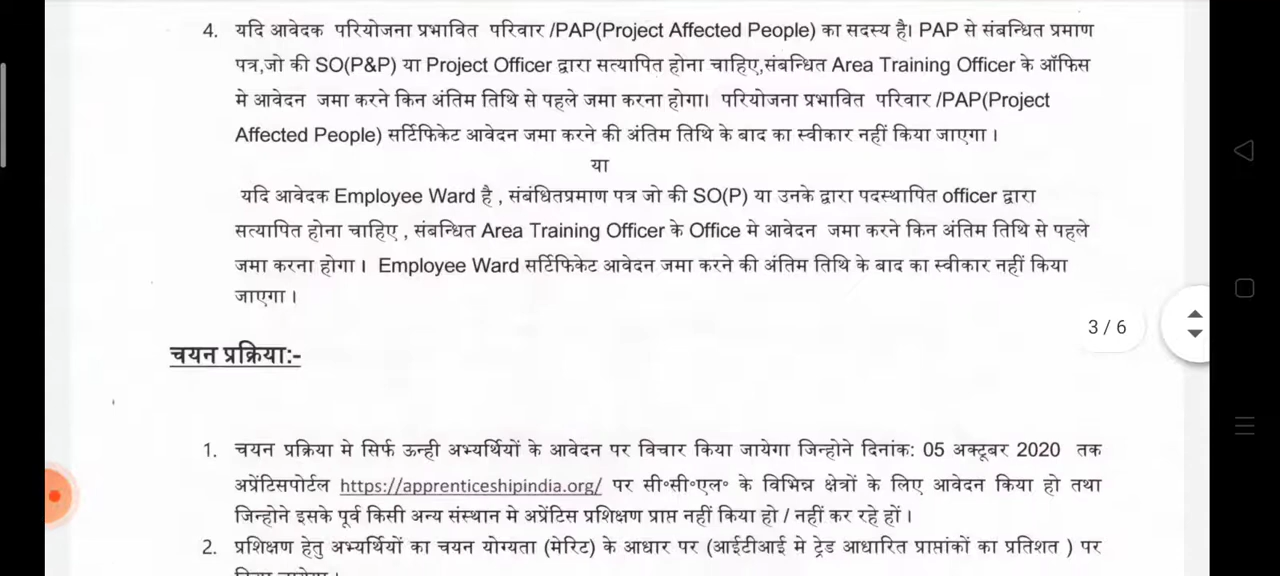 4. यदि आवेदक परियोजना प्रभावित परिवार /PAP(Project Affected People) का सदस्य है। PAP से संबन्धित प्रमाण
पत्र,जो की SO(P&P) या Project Officer द्वारा सत्यापित होना चाहिए,संबन्धित Area Training Officer के ऑफिस
मे आवेदन जमा करने किन अंतिम तिथि से पहले जमा करना होगा। परियोजना प्रभावित परिवार /PAP(Project
Affected People) सर्टिफिकेट आवेदन जमा करने की अंतिम तिथि के बाद का स्वीकार नहीं किया जाएगा ।
या
यदि आवेदक Employee Ward है , संबंधितप्रमाण पत्र जो की SO(P) या उनके द्वारा पदस्थापित officer द्वारा
सत्यापित होना चाहिए , संबन्धित Area Training Officer के Office मे आवेदन जमा करने किन अंतिम तिथि से पहले
जमा करना होगा । Employee Ward सर्टिफिकेट आवेदन जमा करने की अंतिम तिथि के बाद का स्वीकार नहीं किया
जाएगा ।
3 / 6
चयन प्रक्रिया:-
1. चयन प्रक्रिया मे सिर्फ ऊन्ही अभ्यर्थियों के आवेदन पर विचार किया जायेगा जिन्होने दिनांक: 05 अक्टूबर 2020 तक
अप्रेंटिसपोर्टल https://apprenticeshipindia.org/ पर सी०सी०एल० के विभिन्न क्षेत्रों के लिए आवेदन किया हो तथा
जिन्होने इसके पूर्व किसी अन्य संस्थान मे अप्रेंटिस प्रशिक्षण प्राप्त नहीं किया हो / नहीं कर रहे हों ।
2. प्रशिक्षण हेतु अभ्यर्थियों का चयन योग्यता (मेरिट) के आधार पर (आईटीआई मे ट्रेड आधारित प्राप्तांकों का प्रतिशत ) पर